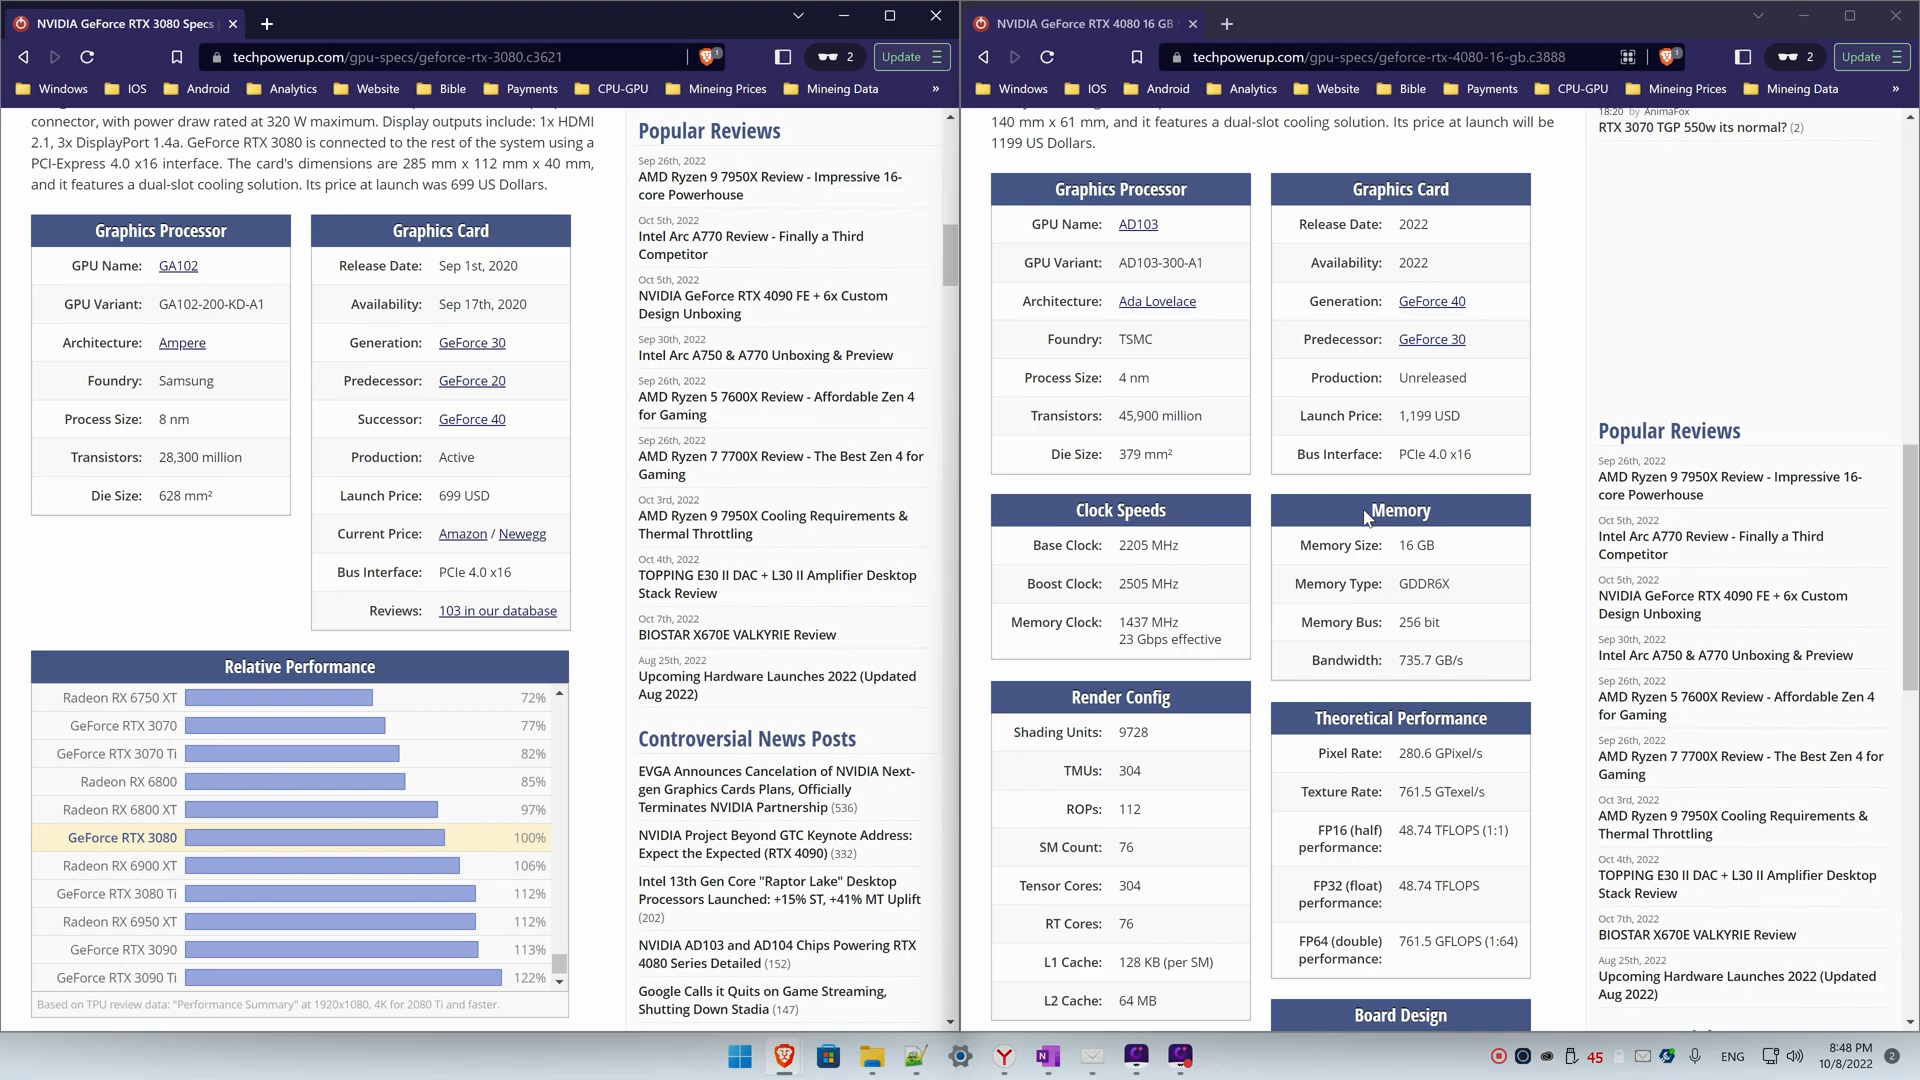 NVIDIA GeForce RTX 3080 Specs
techpowerup.com/gpu-specs/geforce-rtx-3080.c3621
1
2
Update
Windows
IOS
Android
Analytics
Website
Bible
Payments
CPU-GPU
Mineing Prices
Mineing Data
»
connector, with power draw rated at 320 W maximum. Display outputs include: 1x HDMI
2.1, 3x DisplayPort 1.4a. GeForce RTX 3080 is connected to the rest of the system using a
PCI-Express 4.0 x16 interface. The card's dimensions are 285 mm x 112 mm x 40 mm,
and it features a dual-slot cooling solution. Its price at launch was 699 US Dollars.
Graphics Processor
GPU Name: GA102
GPU Variant: GA102-200-KD-A1
Architecture: Ampere
Foundry: Samsung
Process Size: 8 nm
Transistors: 28,300 million
Die Size: 628 mm²
Graphics Card
Release Date: Sep 1st, 2020
Availability: Sep 17th, 2020
Generation: GeForce 30
Predecessor: GeForce 20
Successor: GeForce 40
Production: Active
Launch Price: 699 USD
Current Price: Amazon / Newegg
Bus Interface: PCIe 4.0 x16
Reviews: 103 in our database
Relative Performance
Radeon RX 6750 XT 72%
GeForce RTX 3070 77%
GeForce RTX 3070 Ti 82%
Radeon RX 6800 85%
Radeon RX 6800 XT 97%
GeForce RTX 3080 100%
Radeon RX 6900 XT 106%
GeForce RTX 3080 Ti 112%
Radeon RX 6950 XT 112%
GeForce RTX 3090 113%
GeForce RTX 3090 Ti 122%
Based on TPU review data: "Performance Summary" at 1920x1080, 4K for 2080 Ti and faster.
Popular Reviews
Sep 26th, 2022
AMD Ryzen 9 7950X Review - Impressive 16-
core Powerhouse
Oct 5th, 2022
Intel Arc A770 Review - Finally a Third
Competitor
Oct 5th, 2022
NVIDIA GeForce RTX 4090 FE + 6x Custom
Design Unboxing
Sep 30th, 2022
Intel Arc A750 & A770 Unboxing & Preview
Sep 26th, 2022
AMD Ryzen 5 7600X Review - Affordable Zen 4
for Gaming
Sep 26th, 2022
AMD Ryzen 7 7700X Review - The Best Zen 4 for
Gaming
Oct 3rd, 2022
AMD Ryzen 9 7950X Cooling Requirements &
Thermal Throttling
Oct 4th, 2022
TOPPING E30 II DAC + L30 II Amplifier Desktop
Stack Review
Oct 7th, 2022
BIOSTAR X670E VALKYRIE Review
Aug 25th, 2022
Upcoming Hardware Launches 2022 (Updated
Aug 2022)
Controversial News Posts
EVGA Announces Cancelation of NVIDIA Next-
gen Graphics Cards Plans, Officially
Terminates NVIDIA Partnership (536)
NVIDIA Project Beyond GTC Keynote Address:
Expect the Expected (RTX 4090) (332)
Intel 13th Gen Core "Raptor Lake" Desktop
Processors Launched: +15% ST, +41% MT Uplift
(202)
NVIDIA AD103 and AD104 Chips Powering RTX
4080 Series Detailed (152)
Google Calls it Quits on Game Streaming,
Shutting Down Stadia (147)
NVIDIA GeForce RTX 4080 16 GB
techpowerup.com/gpu-specs/geforce-rtx-4080-16-gb.c3888
1
2
Update
Windows
IOS
Android
Analytics
Website
Bible
Payments
CPU-GPU
Mineing Prices
Mineing Data
»
140 mm x 61 mm, and it features a dual-slot cooling solution. Its price at launch will be
1199 US Dollars.
Graphics Processor
GPU Name: AD103
GPU Variant: AD103-300-A1
Architecture: Ada Lovelace
Foundry: TSMC
Process Size: 4 nm
Transistors: 45,900 million
Die Size: 379 mm²
Graphics Card
Release Date: 2022
Availability: 2022
Generation: GeForce 40
Predecessor: GeForce 30
Production: Unreleased
Launch Price: 1,199 USD
Bus Interface: PCIe 4.0 x16
Clock Speeds
Base Clock: 2205 MHz
Boost Clock: 2505 MHz
Memory Clock: 1437 MHz
23 Gbps effective
Memory
Memory Size: 16 GB
Memory Type: GDDR6X
Memory Bus: 256 bit
Bandwidth: 735.7 GB/s
Render Config
Shading Units: 9728
TMUs: 304
ROPs: 112
SM Count: 76
Tensor Cores: 304
RT Cores: 76
L1 Cache: 128 KB (per SM)
L2 Cache: 64 MB
Theoretical Performance
Pixel Rate: 280.6 GPixel/s
Texture Rate: 761.5 GTexel/s
FP16 (half) 48.74 TFLOPS (1:1)
performance:
FP32 (float) 48.74 TFLOPS
performance:
FP64 (double) 761.5 GFLOPS (1:64)
performance:
Board Design
18:20 by AnimaFox
RTX 3070 TGP 550w its normal? (2)
Popular Reviews
Sep 26th, 2022
AMD Ryzen 9 7950X Review - Impressive 16-
core Powerhouse
Oct 5th, 2022
Intel Arc A770 Review - Finally a Third
Competitor
Oct 5th, 2022
NVIDIA GeForce RTX 4090 FE + 6x Custom
Design Unboxing
Sep 30th, 2022
Intel Arc A750 & A770 Unboxing & Preview
Sep 26th, 2022
AMD Ryzen 5 7600X Review - Affordable Zen 4
for Gaming
Sep 26th, 2022
AMD Ryzen 7 7700X Review - The Best Zen 4 for
Gaming
Oct 3rd, 2022
AMD Ryzen 9 7950X Cooling Requirements &
Thermal Throttling
Oct 4th, 2022
TOPPING E30 II DAC + L30 II Amplifier Desktop
Stack Review
Oct 7th, 2022
BIOSTAR X670E VALKYRIE Review
Aug 25th, 2022
Upcoming Hardware Launches 2022 (Updated
Aug 2022)
45
ENG
8:48 PM
10/8/2022
2